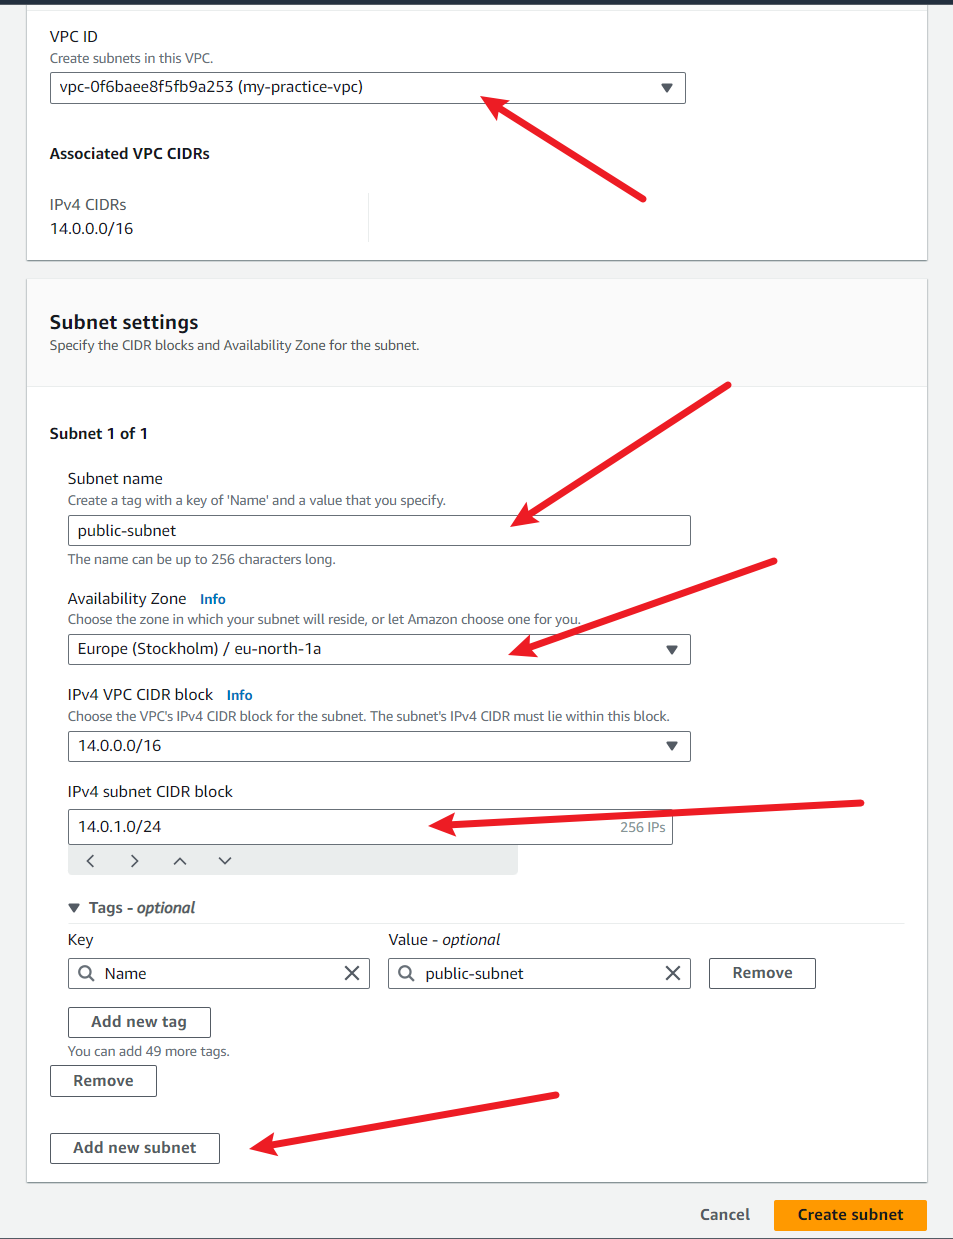 VPC ID
Create subnets in this VPC.
vpc-0f6baee8f5fb9a253 (my-practice-vpc)
Associated VPC CIDRs
IPv4 CIDRs
14.0.0.0/16
Subnet settings
Specify the CIDR blocks and Availability Zone for the subnet.
Subnet 1 of 1
Subnet name
Create a tag with a key of 'Name' and a value that you specify.
public-subnet
The name can be up to 256 characters long.
Availability Zone Info
Choose the zone in which your subnet will reside, or let Amazon choose one for you.
Europe (Stockholm) / eu-north-1a
IPv4 VPC CIDR block Info
Choose the VPC's IPv4 CIDR block for the subnet. The subnet's IPv4 CIDR must lie within this block.
14.0.0.0/16
IPv4 subnet CIDR block
14.0.1.0/24 256 IPs
Tags - optional
Key Value - optional
Name public-subnet Remove
Add new tag
You can add 49 more tags.
Remove
Add new subnet
Cancel Create subnet